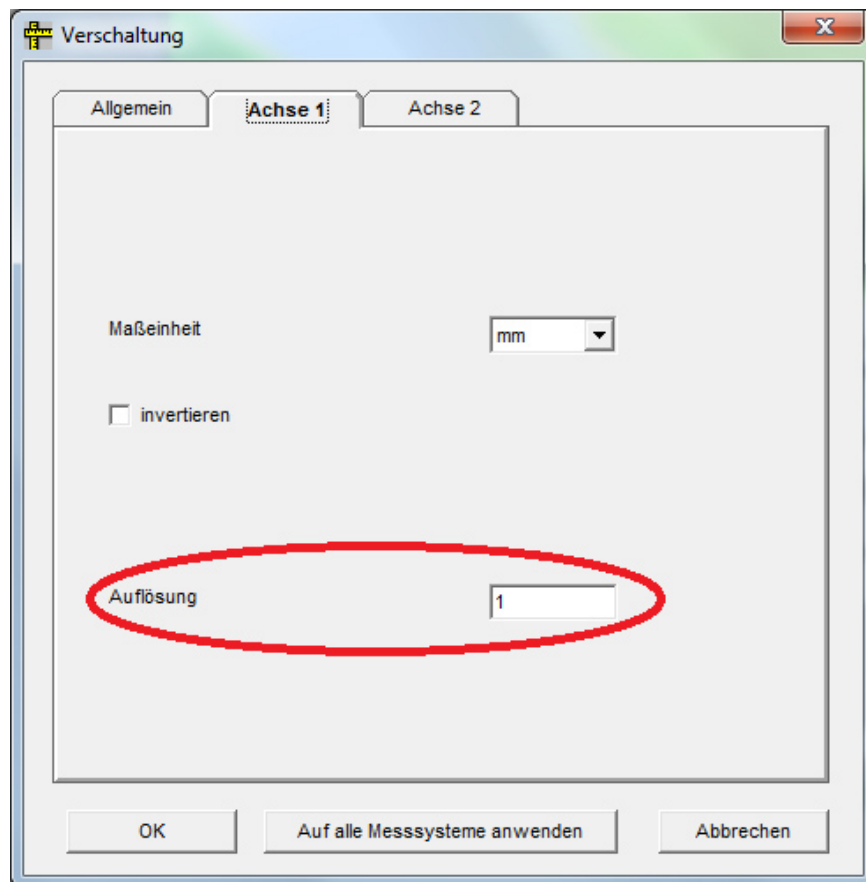 Verschaltung
Allgemein Achse 1 Achse 2
Maßeinheit mm
invertieren
Auflösung 1
OK Auf alle Messsysteme anwenden Abbrechen